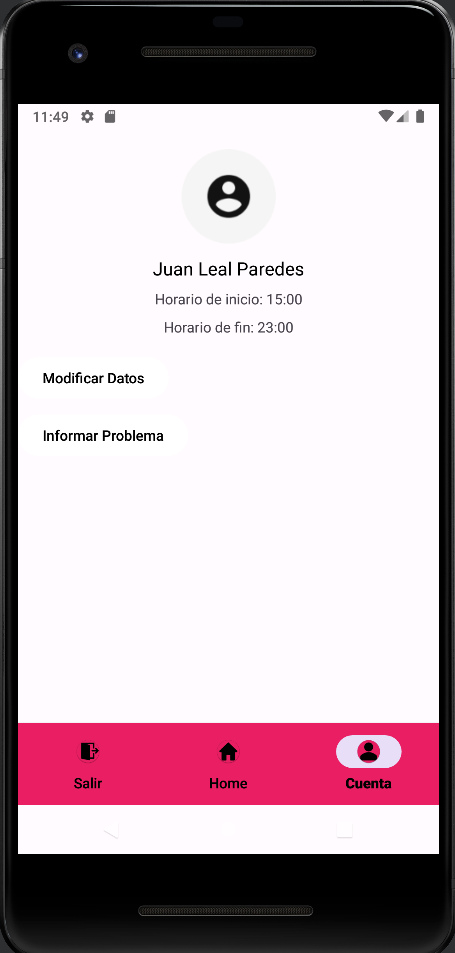 11:49
Juan Leal Paredes
Horario de inicio: 15:00
Horario de fin: 23:00
Modificar Datos
Informar Problema
Salir
Home
Cuenta